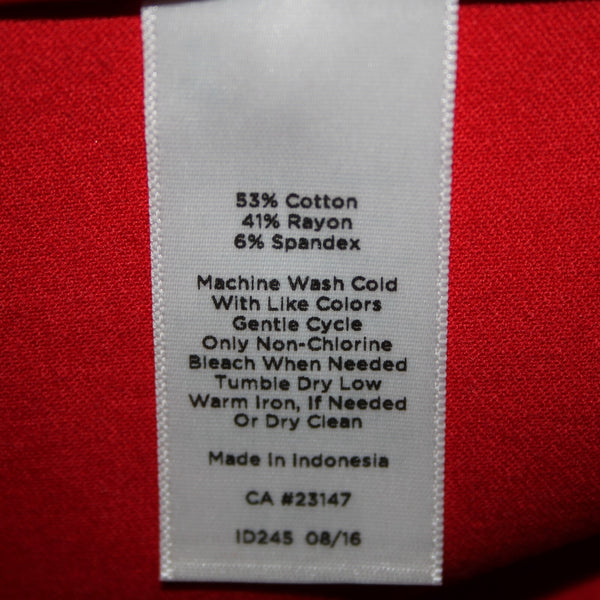 53% Cotton
41% Rayon
6% Spandex
Machine Wash Cold
With Like Colors
Gentle Cycle
Only Non-Chlorine
Bleach When Needed
Tumble Dry Low
Warm Iron, If Needed
Or Dry Clean
Made In Indonesia
CA #23147
ID245 08/16